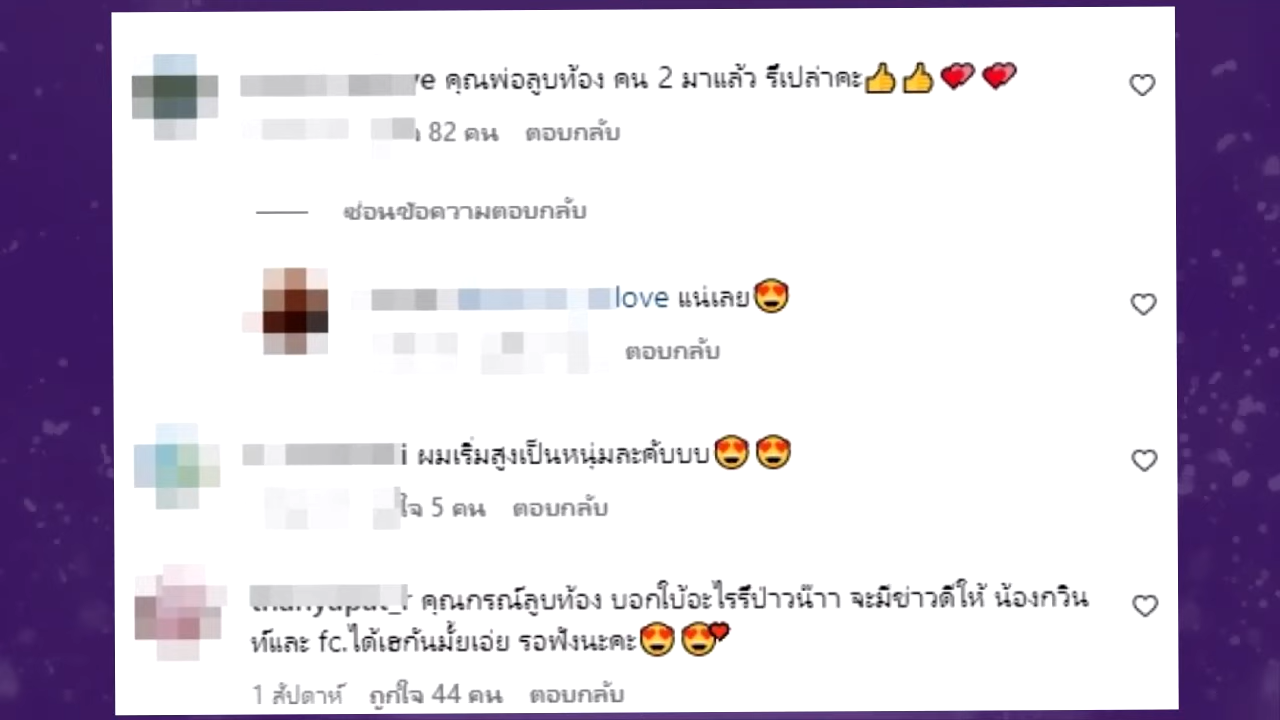 คุณพ่อลูบท้อง คน 2 มาแล้ว รึเปล่าคะ👍👍💕💕
82 คน ตอบกลับ
ซ่อนข้อความตอบกลับ
love แน่เลย😍
ตอบกลับ
i ผมเริ่มสูงเป็นหนุ่มละคับบบ😍😍
5 คน ตอบกลับ
คุณกรณ์ลูบท้อง บอกใบ้อะไรรึป่าวน๊าา จะมีข่าวดีให้ น้องกวิน
ท์และ fc.ได้เฮกันมั้ยเอ่ย รอฟังนะคะ😍😍♥
1 สัปดาห์ ถูกใจ 44 คน ตอบกลับ